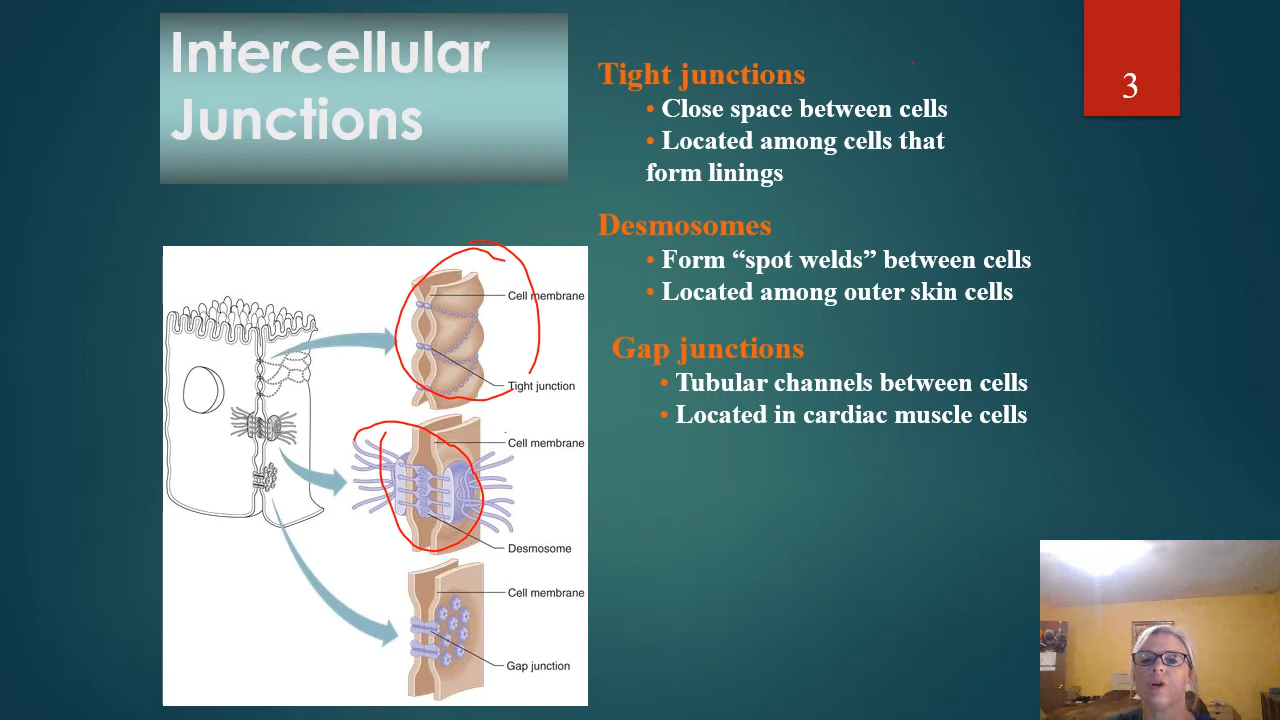 Intercellular
Junctions
3
Tight junctions
• Close space between cells
• Located among cells that
form linings
Desmosomes
• Form “spot welds” between cells
• Located among outer skin cells
Gap junctions
• Tubular channels between cells
• Located in cardiac muscle cells
Cell membrane
Tight junction
Cell membrane
Desmosome
Cell membrane
Gap junction